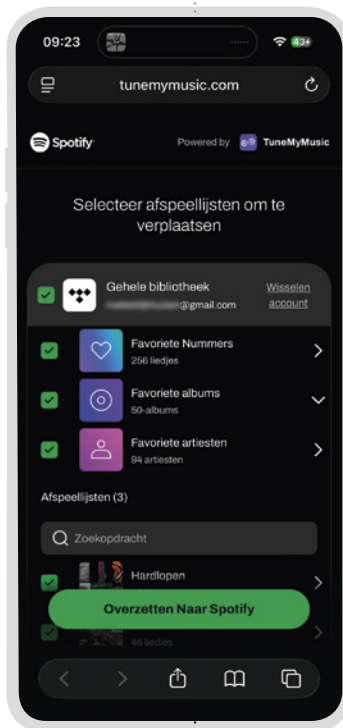 09:23
43
tunemymusic.com
Spotify
Powered by TuneMyMusic
Selecteer afspeellijsten om te
verplaatsen
Gehele bibliotheek
@gmail.com
Wisselen
account
Favoriete Nummers
256 liedjes
Favoriete albums
50-albums
Favoriete artiesten
94 artiesten
Afspeellijsten (3)
Zoekopdracht
Hardlopen
Overzetten Naar Spotify
46 liedjes